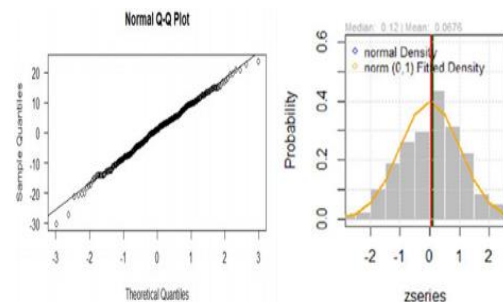 Normal Q-Q Plot
Sample Quantiles
20
10
0
-10
-20
-30
-3
-2
-1
0
1
2
3
Theoretical Quantiles
Median: 0.12 | Mean: 0.0676
normal Density
norm (0,1) Fitted Density
Probability
0.6
0.4
0.2
0.0
-2
-1
0
1
2
zseries